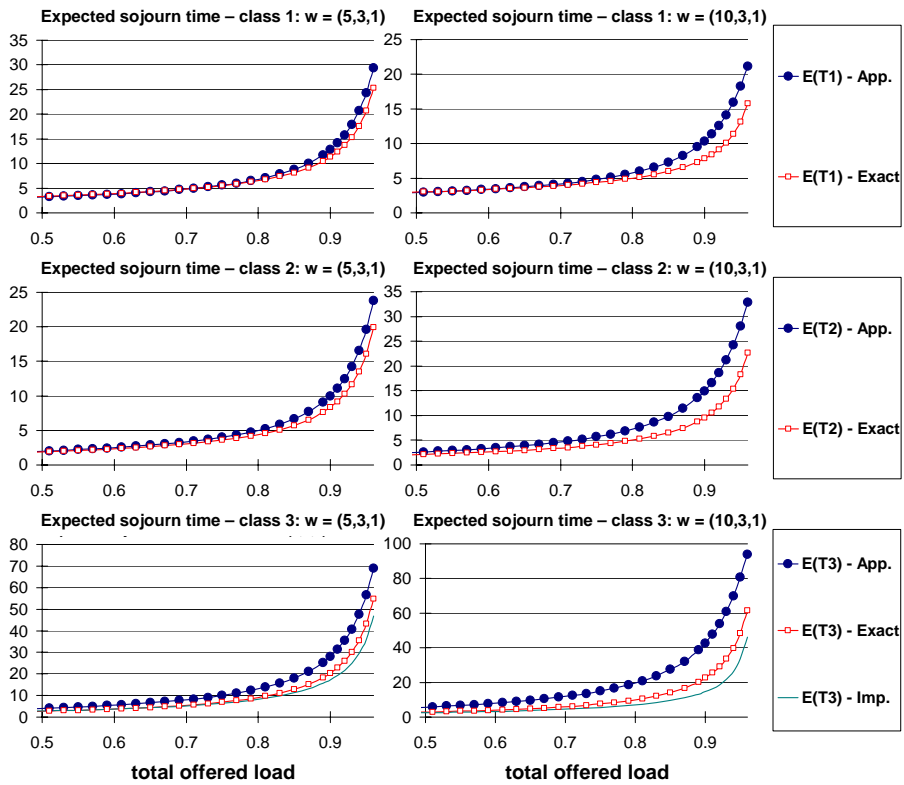 Expected sojourn time – class 1: w = (5,3,1)
35
30
25
20
15
10
5
0
0.5 0.6 0.7 0.8 0.9
Expected sojourn time – class 1: w = (10,3,1)
25
20
15
10
5
0
0.5 0.6 0.7 0.8 0.9
E(T1) - App.
E(T1) - Exact
Expected sojourn time – class 2: w = (5,3,1)
25
20
15
10
5
0
0.5 0.6 0.7 0.8 0.9
Expected sojourn time – class 2: w = (10,3,1)
35
30
25
20
15
10
5
0
0.5 0.6 0.7 0.8 0.9
E(T2) - App.
E(T2) - Exact
Expected sojourn time – class 3: w = (5,3,1)
80
70
60
50
40
30
20
10
0
0.5 0.6 0.7 0.8 0.9
total offered load
Expected sojourn time – class 3: w = (10,3,1)
100
80
60
40
20
0
0.5 0.6 0.7 0.8 0.9
total offered load
E(T3) - App.
E(T3) - Exact
E(T3) - Imp.